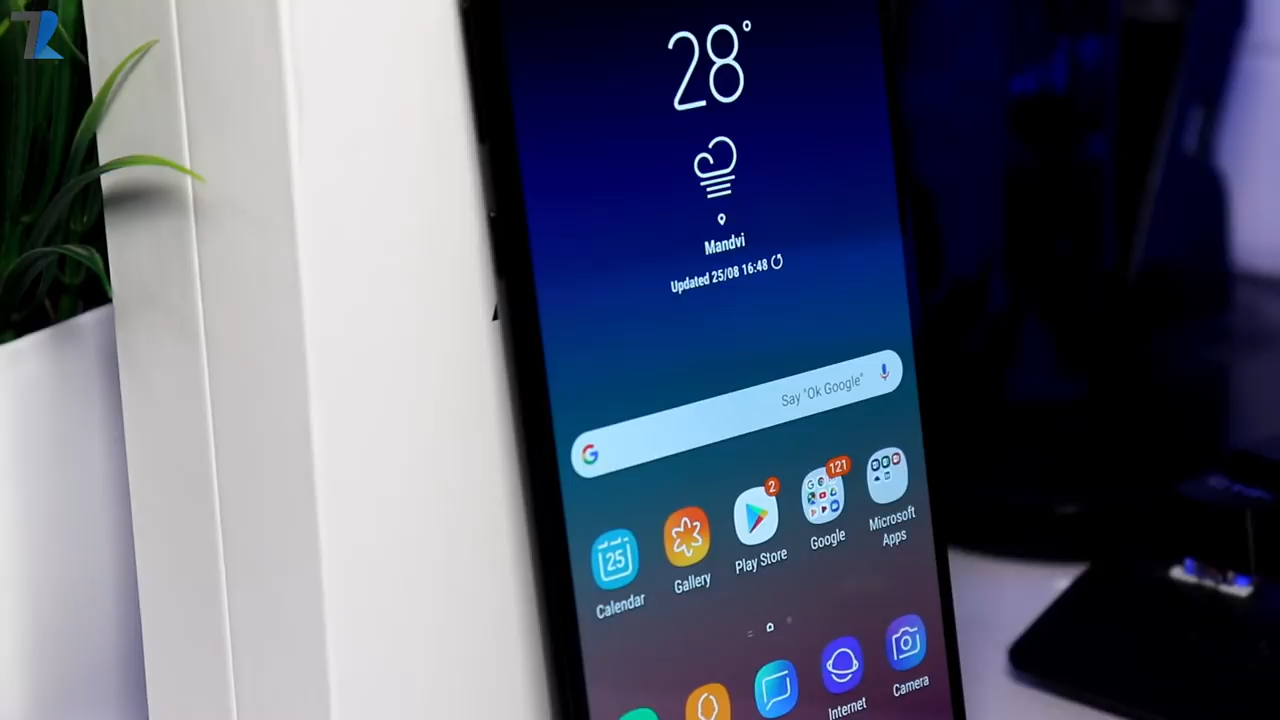 28°
Mandvi
Updated 25/08 16:48
Say "Ok Google"
2
121
25
Calendar
Gallery
Play Store
Google
Microsoft
Apps
Internet
Camera